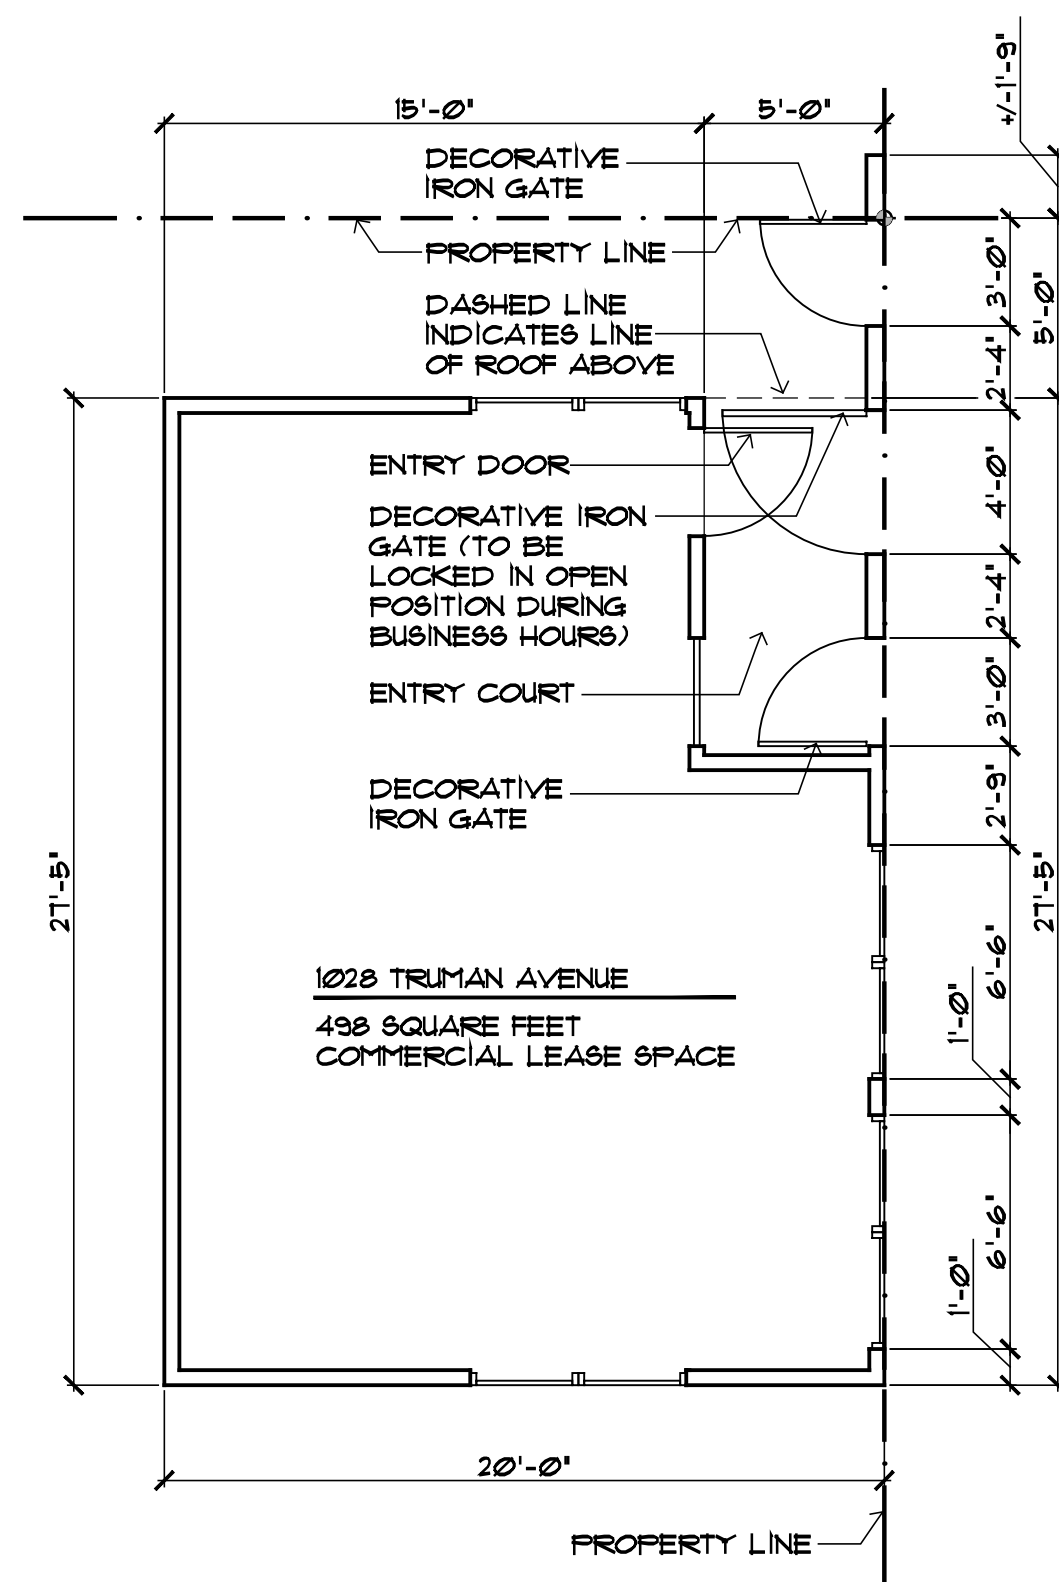 +/-1'-9"
15'-0"
5'-0"
DECORATIVE
IRON GATE
PROPERTY LINE
3'-0"
5'-0"
DASHED LINE
INDICATES LINE
OF ROOF ABOVE
2'-4"
ENTRY DOOR
4'-0"
DECORATIVE IRON
GATE (TO BE
LOCKED IN OPEN
POSITION DURING
BUSINESS HOURS)
2'-4"
ENTRY COURT
3'-0"
DECORATIVE
IRON GATE
2'-9"
27'-5"
27'-5"
1028 TRUMAN AVENUE
498 SQUARE FEET
COMMERCIAL LEASE SPACE
6'-6"
1'-0"
6'-6"
1'-0"
20'-0"
PROPERTY LINE